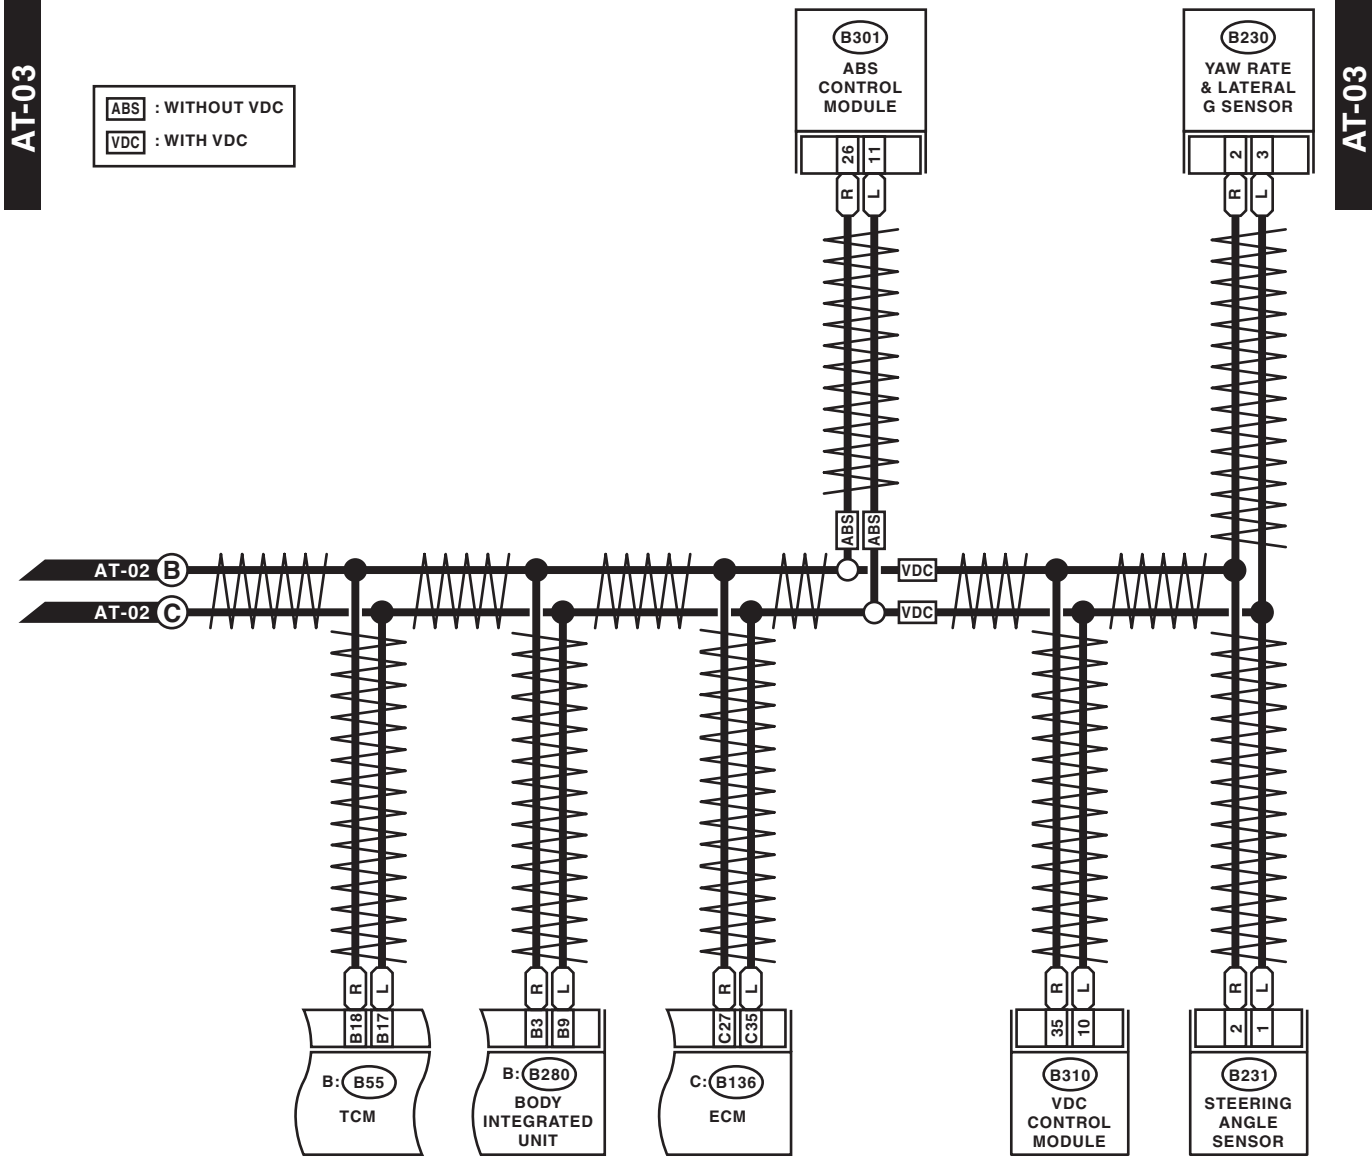 AT-03
AT-03
ABS : WITHOUT VDC
VDC : WITH VDC
B301
ABS
CONTROL
MODULE
26 11
R L
B230
YAW RATE
& LATERAL
G SENSOR
2 3
R L
ABS ABS
AT-02 B
VDC
AT-02 C
VDC
R L
B18 B17
B: B55
TCM
R L
B3 B9
B: B280
BODY
INTEGRATED
UNIT
R L
C27 C35
C: B136
ECM
R L
35 10
B310
VDC
CONTROL
MODULE
R L
2 1
B231
STEERING
ANGLE
SENSOR